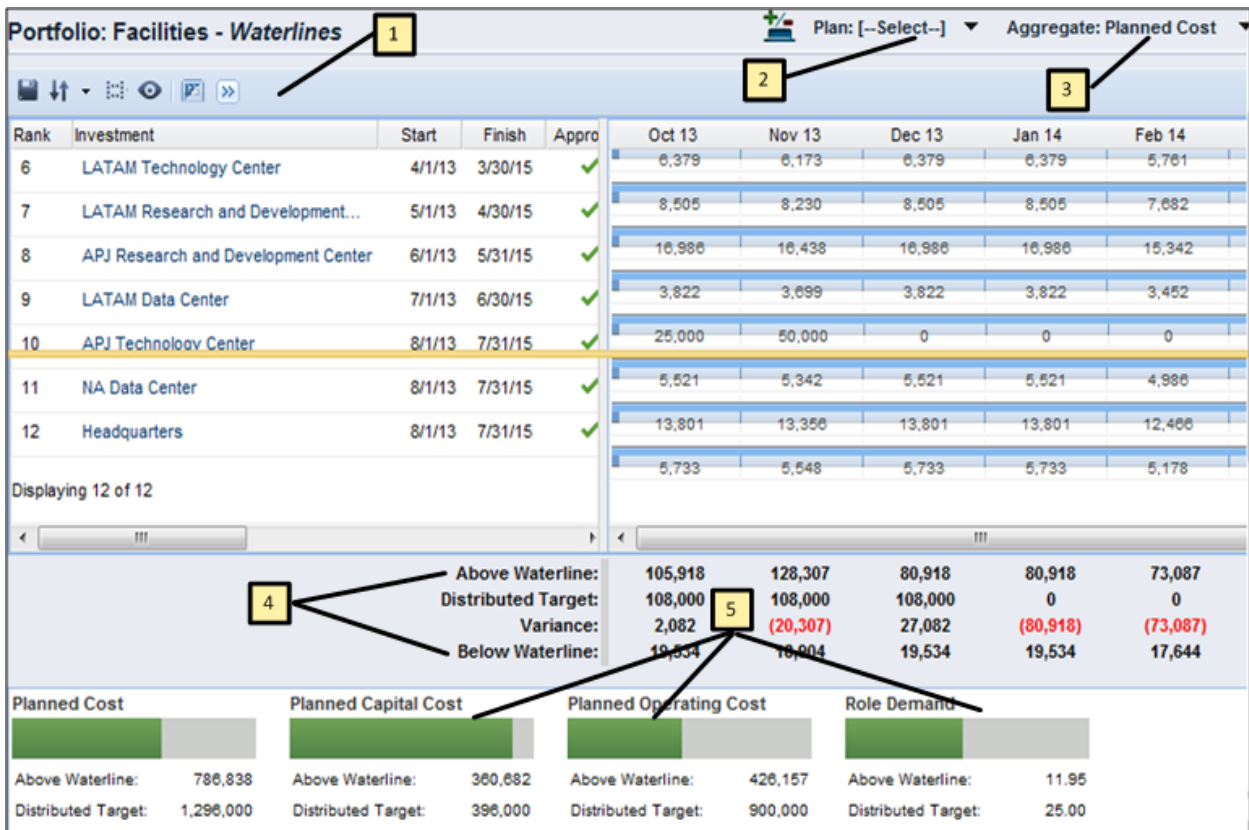 Portfolio: Facilities - Waterlines
1
Plan: [--Select--]
Aggregate: Planned Cost
2
3
Rank Investment Start Finish Appro Oct 13 Nov 13 Dec 13 Jan 14 Feb 14
6 LATAM Technology Center 4/1/13 3/30/15 6,379 6,173 6,379 6,379 5,761
7 LATAM Research and Development... 5/1/13 4/30/15 8,505 8,230 8,505 8,505 7,682
8 APJ Research and Development Center 6/1/13 5/31/15 16,986 16,438 16,986 16,986 15,342
9 LATAM Data Center 7/1/13 6/30/15 3,822 3,699 3,822 3,822 3,452
10 APJ Technology Center 8/1/13 7/31/15 25,000 50,000 0 0 0
11 NA Data Center 8/1/13 7/31/15 5,521 5,342 5,521 5,521 4,986
12 Headquarters 8/1/13 7/31/15 13,801 13,356 13,801 13,801 12,466
5,733 5,548 5,733 5,733 5,178
Displaying 12 of 12
4
5
Above Waterline: 105,918 128,307 80,918 80,918 73,087
Distributed Target: 108,000 108,000 108,000 0 0
Variance: 2,082 (20,307) 27,082 (80,918) (73,087)
Below Waterline: 19,534 18,904 19,534 19,534 17,644
Planned Cost
Above Waterline: 786,838
Distributed Target: 1,296,000
Planned Capital Cost
Above Waterline: 360,682
Distributed Target: 396,000
Planned Operating Cost
Above Waterline: 426,157
Distributed Target: 900,000
Role Demand
Above Waterline: 11.95
Distributed Target: 25.00